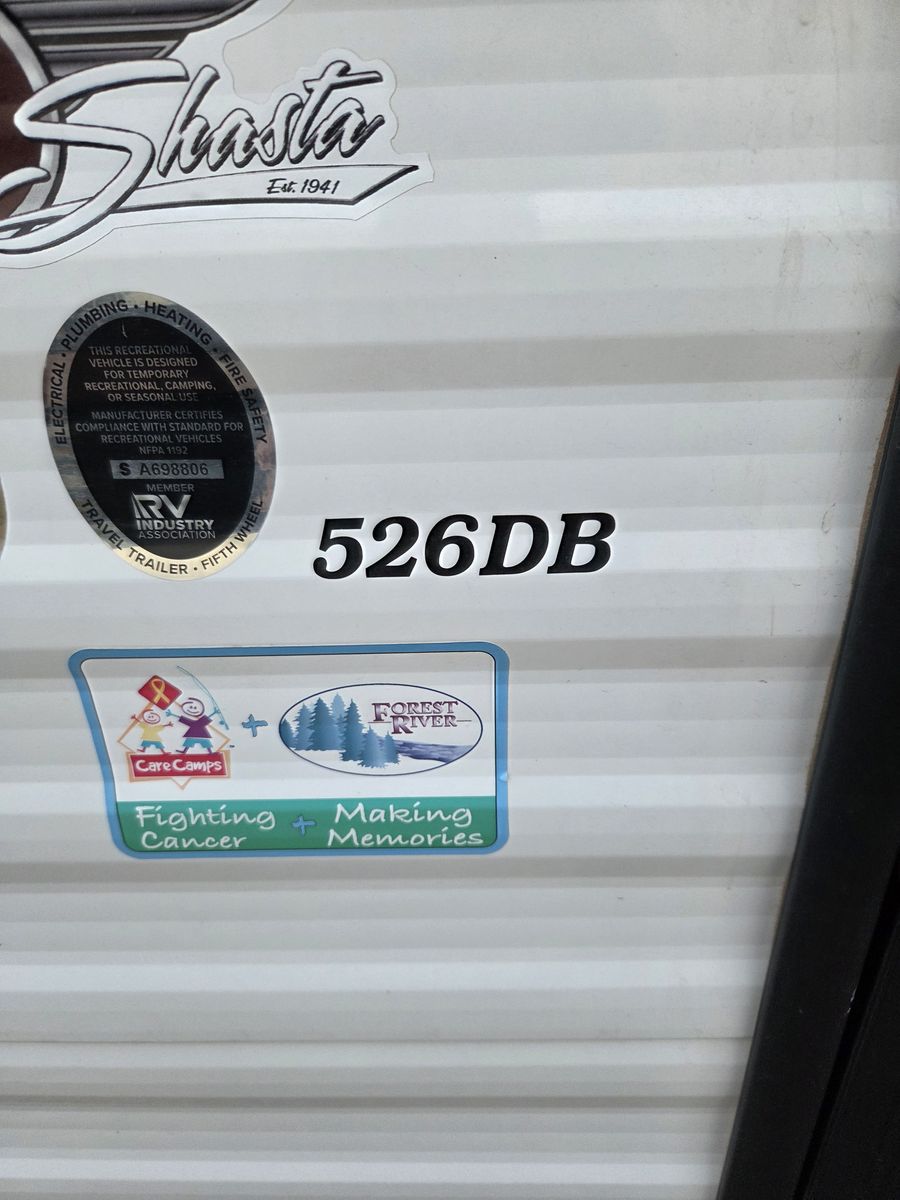 Shasta
Est. 1941
ELECTRICAL • PLUMBING • HEATING • FIRE SAFETY
THIS RECREATIONAL
VEHICLE IS DESIGNED
FOR TEMPORARY
RECREATIONAL, CAMPING,
OR SEASONAL USE
MANUFACTURER CERTIFIES
COMPLIANCE WITH STANDARD FOR
RECREATIONAL VEHICLES
NFPA 1192
S A698806
MEMBER
RV
INDUSTRY
ASSOCIATION
TRAVEL TRAILER • FIFTH WHEEL
526DB
CareCamps
+
FOREST
RIVER
Fighting + Making
Cancer Memories